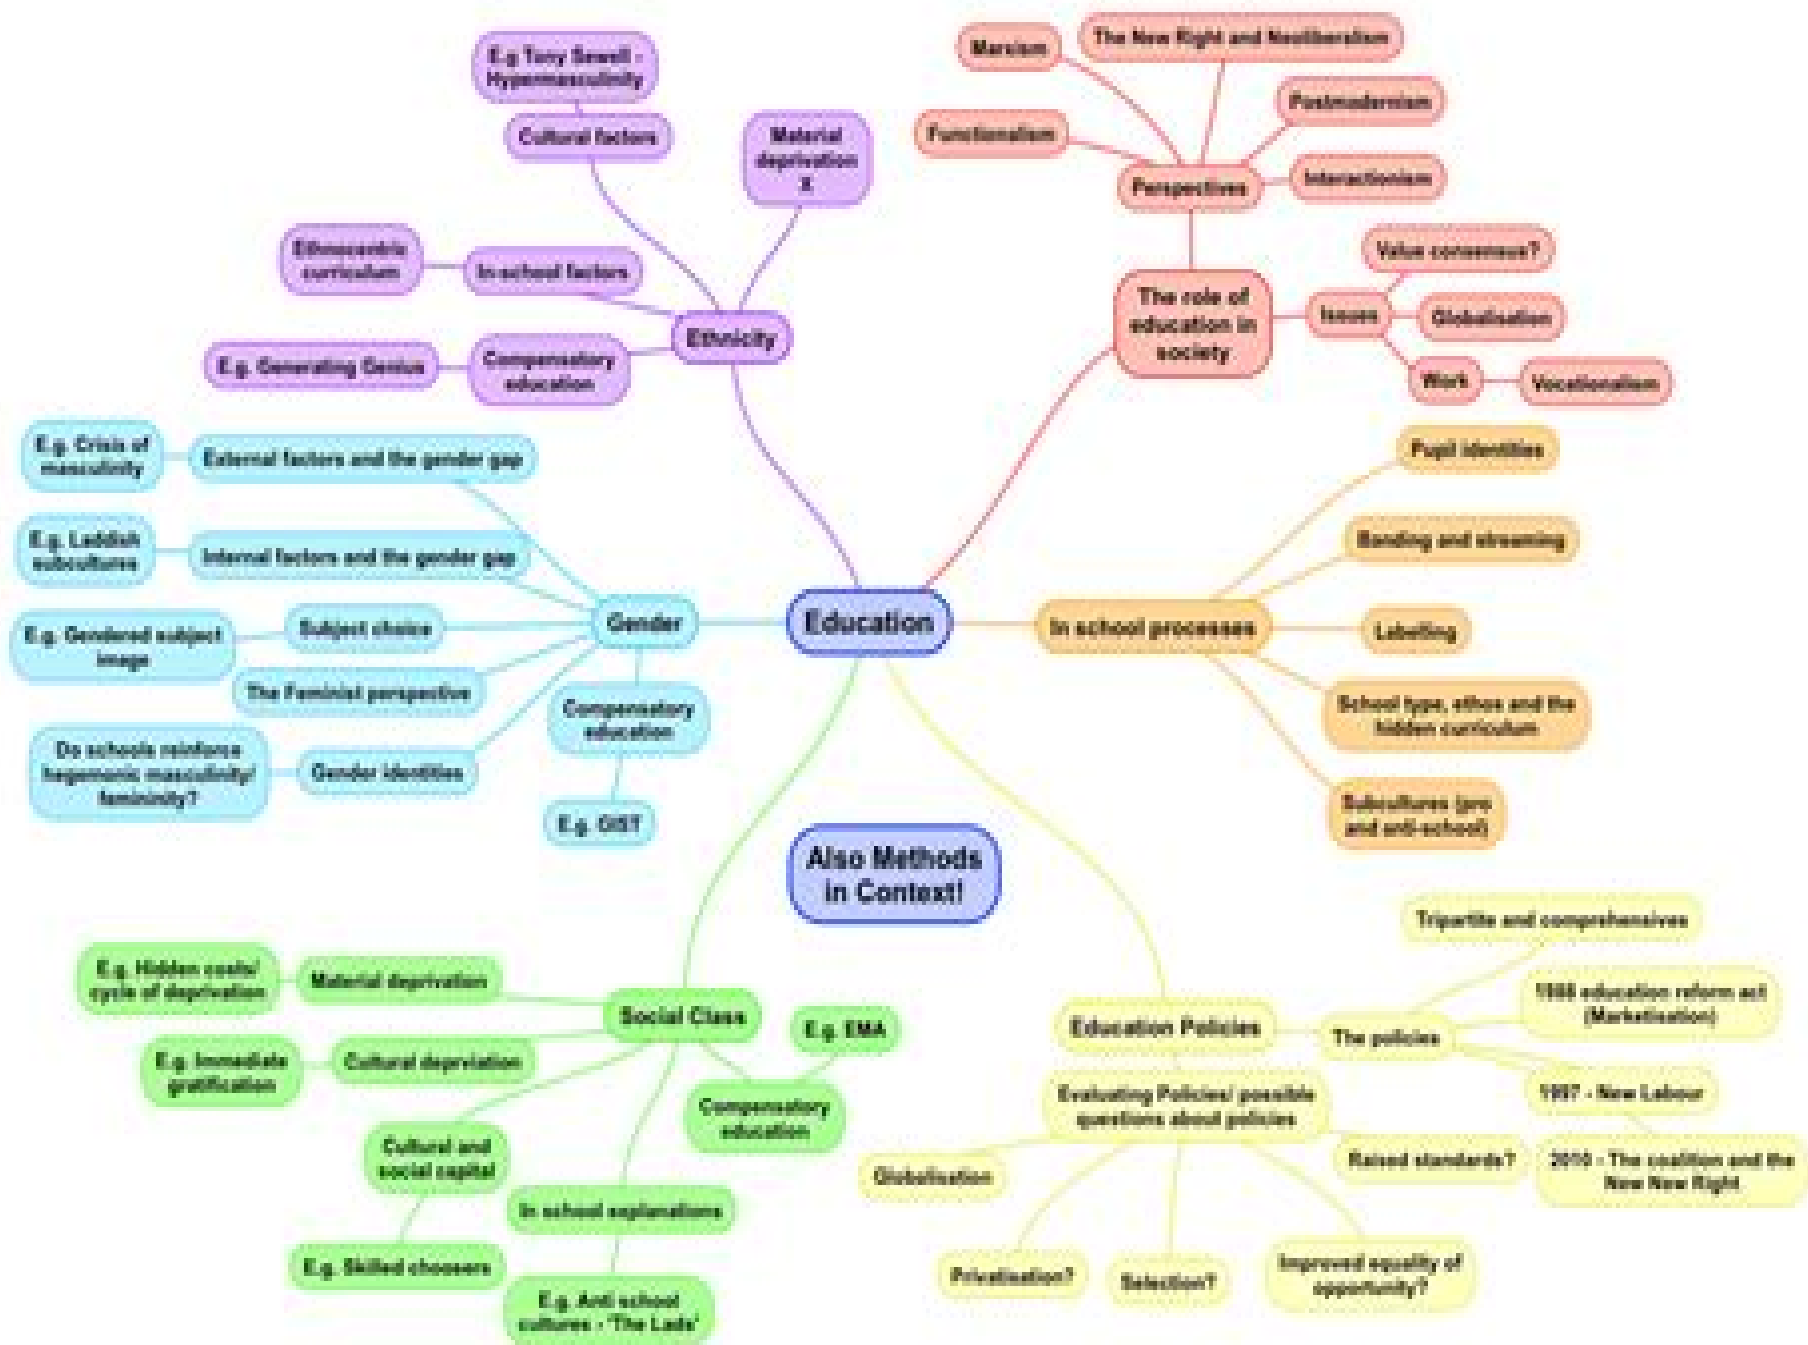 E.g Tony Sewell -
Hypermasculinity
Cultural factors
Material
deprivation
X
Ethnocentric
curriculum
In school factors
Ethnicity
E.g. Generating Genius
Compensatory
education
Marxism
The New Right and Neoliberalism
Postmodernism
Functionalism
Perspectives
Interactionism
Value consensus?
The role of
education in
society
Issues
Globalisation
Work
Vocationalism
E.g. Crisis of
masculinity
External factors and the gender gap
E.g. Laddish
subcultures
Internal factors and the gender gap
E.g. Gendered subject
image
Subject choice
Gender
The Feminist perspective
Compensatory
education
Do schools reinforce
hegemonic masculinity/
femininity?
Gender identities
E.g. GIST
Education
In school processes
Pupil identities
Banding and streaming
Labelling
School type, ethos and the
hidden curriculum
Subcultures (pro
and anti-school)
Also Methods
in Context!
E.g. Hidden costs/
cycle of deprivation
Material deprivation
Social Class
E.g. EMA
E.g. Immediate
gratification
Cultural depriviation
Compensatory
education
Cultural and
social capital
In school explanations
E.g. Skilled choosers
E.g. Anti school
cultures - 'The Lads'
Tripartite and comprehensives
1988 education reform act
(Marketisation)
Education Policies
The policies
1997 - New Labour
Evaluating Policies/ possible
questions about policies
2010 - The coalition and the
New New Right
Raised standards?
Globalisation
Privatisation?
Selection?
Improved equality of
opportunity?